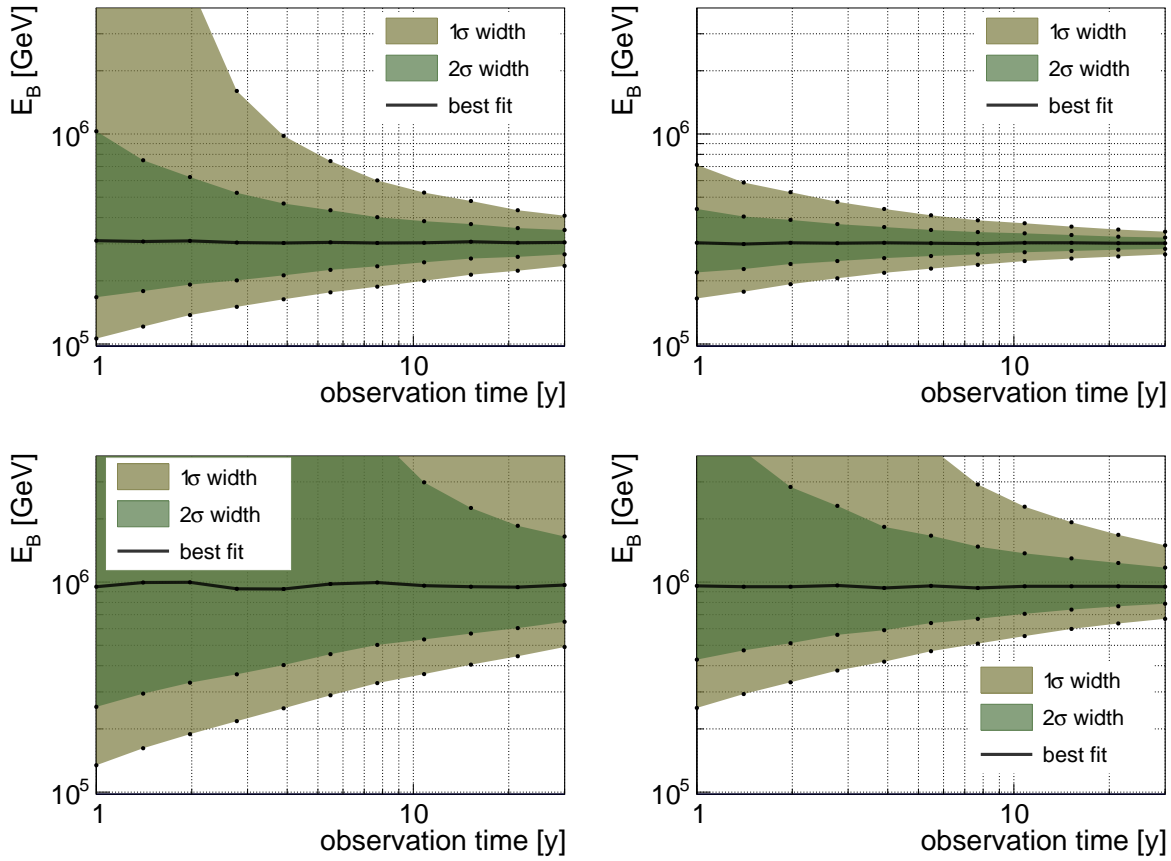 E_B [GeV]
10^6
10^5
1σ width
2σ width
best fit
1
10
observation time [y]
E_B [GeV]
10^6
10^5
1σ width
2σ width
best fit
1
10
observation time [y]
E_B [GeV]
10^6
10^5
1σ width
2σ width
best fit
1
10
observation time [y]
E_B [GeV]
10^6
10^5
1σ width
2σ width
best fit
1
10
observation time [y]